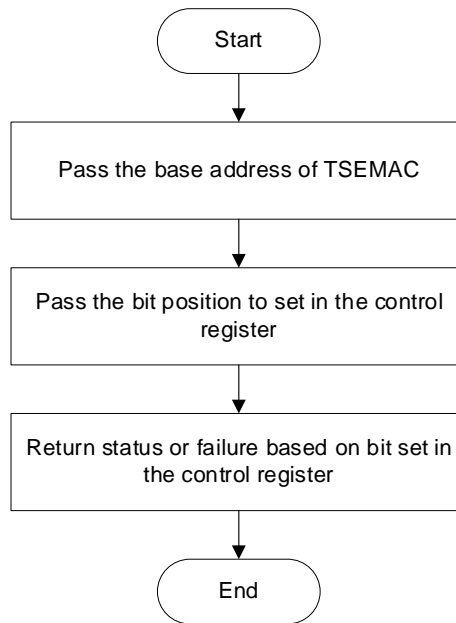 Start
Pass the base address of TSEMAC
Pass the bit position to set in the control
register
Return status or failure based on bit set in
the control register
End